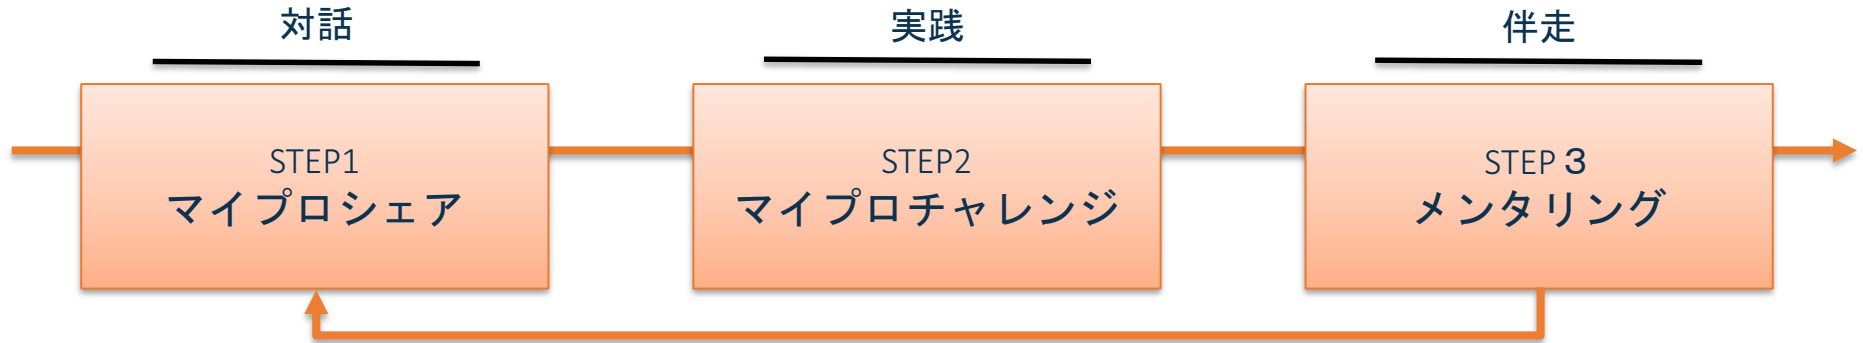 対話
実践
伴走
STEP1
マイプロシェア
STEP2
マイプロチャレンジ
STEP３
メンタリング